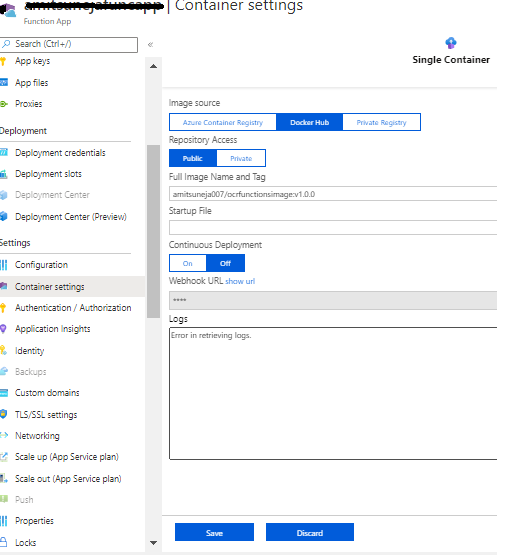 | Container settings
Function App
Search (Ctrl+/)
«
App keys
App files
Proxies
Deployment
Deployment credentials
Deployment slots
Deployment Center
Deployment Center (Preview)
Settings
Configuration
Container settings
Authentication / Authorization
Application Insights
Identity
Backups
Custom domains
TLS/SSL settings
Networking
Scale up (App Service plan)
Scale out (App Service plan)
Push
Properties
Locks
Single Container
Image source
Azure Container Registry
Docker Hub
Private Registry
Repository Access
Public
Private
Full Image Name and Tag
amitsuneja007/ocrfunctionsimage:v1.0.0
Startup File
Continuous Deployment
On
Off
Webhook URL show url
****
Logs
Error in retrieving logs.
Save
Discard